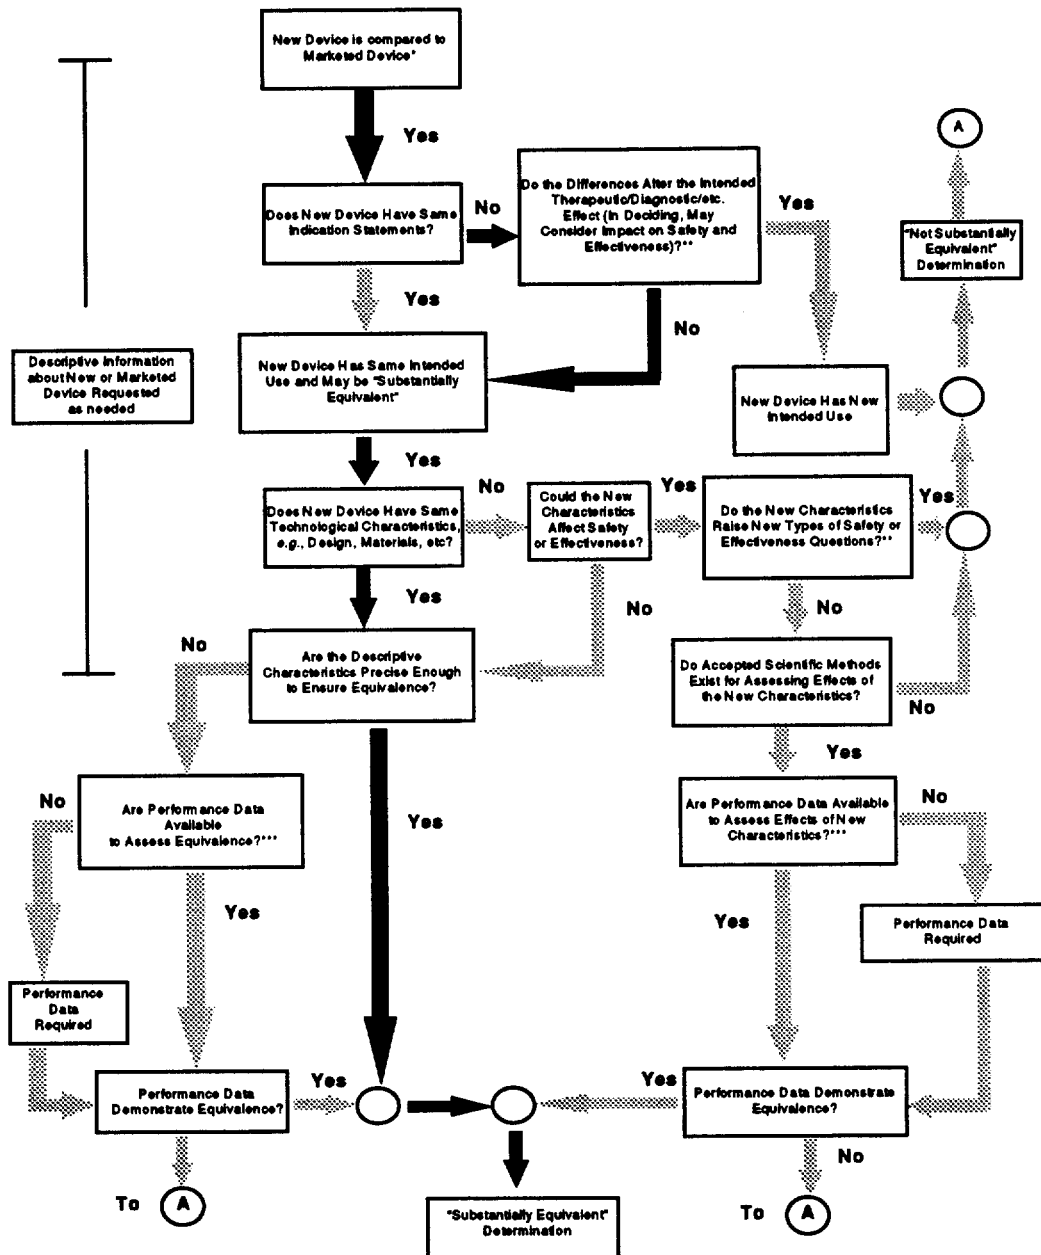 New Device is compared to
Marketed Device*
Yes
A
Does New Device Have Same
Indication Statements?
No
Do the Differences After the Intended
Therapeutic/Diagnostic/etc.
Effect (In Deciding, May
Consider Impact on Safety and
Effectiveness)?**
Yes
"Not Substantially
Equivalent"
Determination
Yes
No
Descriptive Information
about New or Marketed
Device Requested
as needed
New Device Has Same Intended
Use and May be "Substantially
Equivalent"
New Device Has New
Intended Use
Yes
Does New Device Have Same
Technological Characteristics,
e.g., Design, Materials, etc?
No
Could the New
Characteristics
Affect Safety
or Effectiveness?
Yes
Do the New Characteristics
Raise New Types of Safety or
Effectiveness Questions?**
Yes
Yes
No
No
No
Are the Descriptive
Characteristics Precise Enough
to Ensure Equivalence?
Do Accepted Scientific Methods
Exist for Assessing Effects of
the New Characteristics?
No
Yes
No
Are Performance Data
Available
to Assess Equivalence?***
Yes
Are Performance Data Available
to Assess Effects of New
Characteristics?***
No
Yes
Yes
Performance Data
Required
Performance
Data
Required
Performance Data
Demonstrate Equivalence?
Yes
Yes
Performance Data Demonstrate
Equivalence?
No
To
A
"Substantially Equivalent"
Determination
To
A